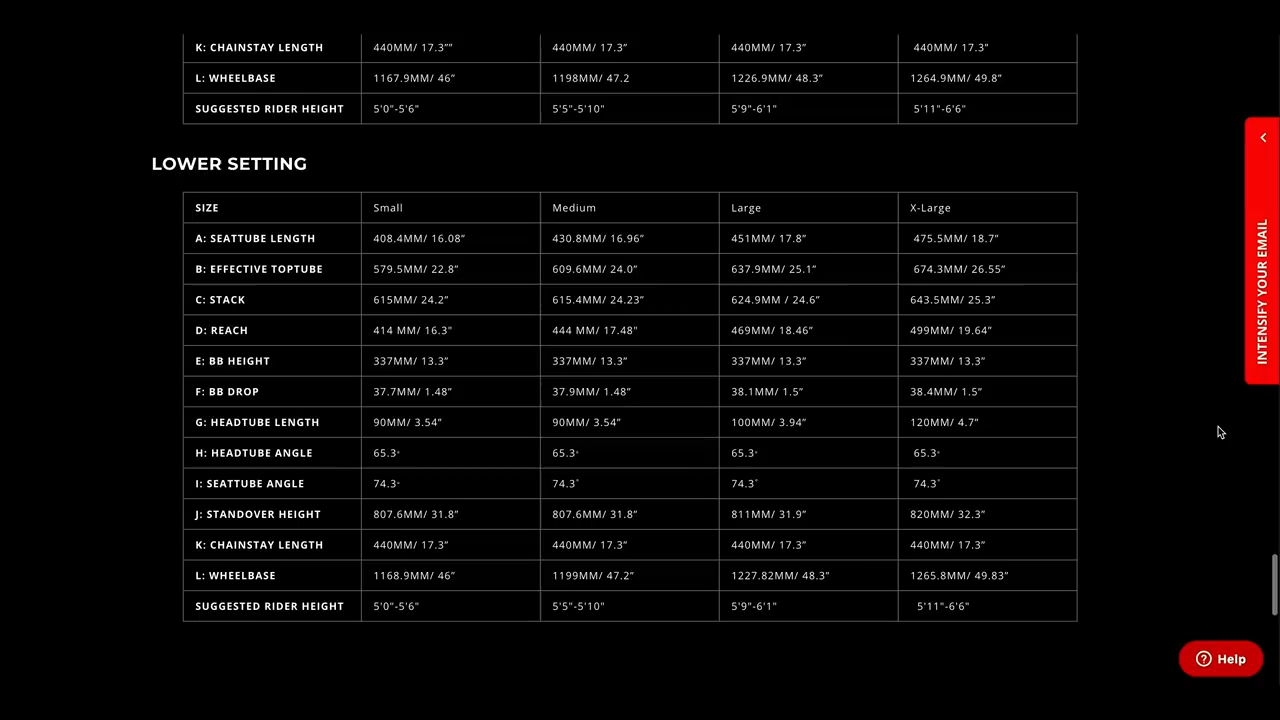 K: CHAINSTAY LENGTH 440MM/ 17.3”” 440MM/ 17.3” 440MM/ 17.3” 440MM/ 17.3”
L: WHEELBASE 1167.9MM/ 46” 1198MM/ 47.2 1226.9MM/ 48.3” 1264.9MM/ 49.8”
SUGGESTED RIDER HEIGHT 5'0"-5'6" 5'5"-5'10" 5'9"-6'1" 5'11"-6'6"
LOWER SETTING
SIZE Small Medium Large X-Large
A: SEATTUBE LENGTH 408.4MM/ 16.08” 430.8MM/ 16.96” 451MM/ 17.8” 475.5MM/ 18.7”
B: EFFECTIVE TOPTUBE 579.5MM/ 22.8” 609.6MM/ 24.0” 637.9MM/ 25.1” 674.3MM/ 26.55”
C: STACK 615MM/ 24.2” 615.4MM/ 24.23” 624.9MM / 24.6” 643.5MM/ 25.3”
D: REACH 414 MM/ 16.3" 444 MM/ 17.48" 469MM/ 18.46” 499MM/ 19.64”
E: BB HEIGHT 337MM/ 13.3” 337MM/ 13.3” 337MM/ 13.3” 337MM/ 13.3”
F: BB DROP 37.7MM/ 1.48” 37.9MM/ 1.48” 38.1MM/ 1.5” 38.4MM/ 1.5”
G: HEADTUBE LENGTH 90MM/ 3.54” 90MM/ 3.54” 100MM/ 3.94” 120MM/ 4.7”
H: HEADTUBE ANGLE 65.3° 65.3° 65.3° 65.3°
I: SEATTUBE ANGLE 74.3° 74.3° 74.3° 74.3°
J: STANDOVER HEIGHT 807.6MM/ 31.8” 807.6MM/ 31.8” 811MM/ 31.9” 820MM/ 32.3”
K: CHAINSTAY LENGTH 440MM/ 17.3” 440MM/ 17.3” 440MM/ 17.3” 440MM/ 17.3”
L: WHEELBASE 1168.9MM/ 46” 1199MM/ 47.2” 1227.82MM/ 48.3” 1265.8MM/ 49.83”
SUGGESTED RIDER HEIGHT 5'0"-5'6" 5'5"-5'10" 5'9"-6'1" 5'11"-6'6"
INTENSIFY YOUR EMAIL
Help